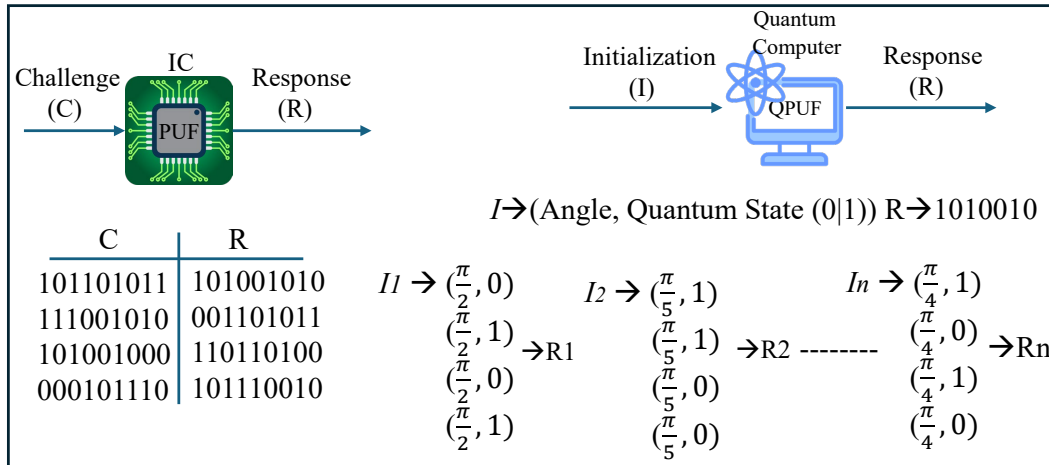 IC
Challenge
(C)
PUF
Response
(R)
Quantum
Computer
Initialization
(I)
QPUF
Response
(R)
I→(Angle, Quantum State (0|1)) R→1010010
C R
101101011 101001010
111001010 001101011
101001000 110110100
000101110 101110010
I1 → (π/2, 0)
(π/2, 1)
(π/2, 0)
(π/2, 1)
→R1
I2 → (π/5, 1)
(π/5, 1)
(π/5, 0)
(π/5, 0)
→R2 --------
In → (π/4, 1)
(π/4, 0)
(π/4, 1)
(π/4, 0)
→Rn